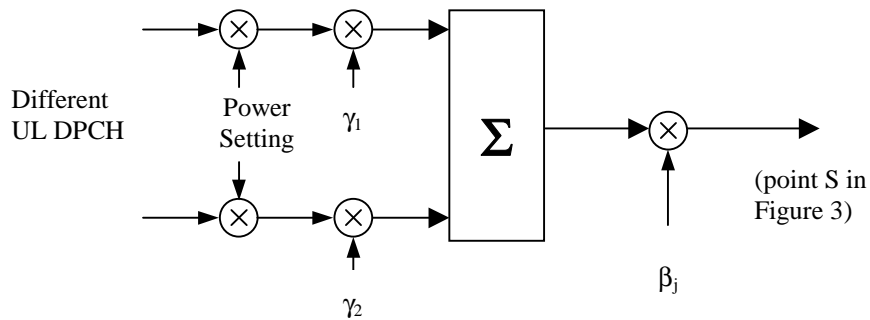 Different
UL DPCH
Power
Setting
γ1
Σ
(point S in
Figure 3)
γ2
βj